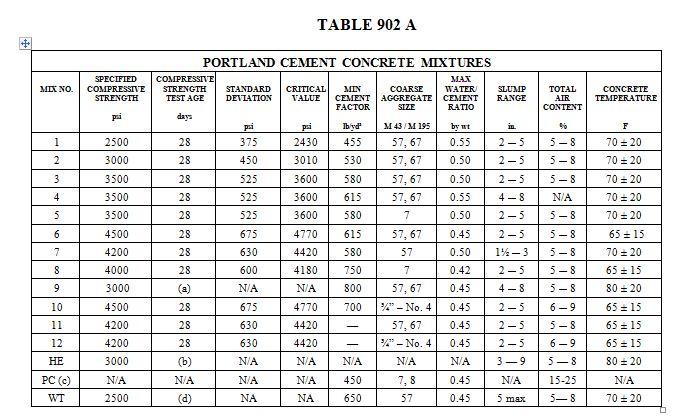 TABLE 902 A
PORTLAND CEMENT CONCRETE MIXTURES
MIX NO. SPECIFIED COMPRESSIVE STRENGTH psi COMPRESSIVE STRENGTH TEST AGE days STANDARD DEVIATION psi CRITICAL VALUE psi MIN CEMENT FACTOR lb/yd³ COARSE AGGREGATE SIZE M 43 / M 195 MAX WATER/ CEMENT RATIO by wt SLUMP RANGE in. TOTAL AIR CONTENT % CONCRETE TEMPERATURE F
1 2500 28 375 2430 455 57, 67 0.55 2 – 5 5 – 8 70 ± 20
2 3000 28 450 3010 530 57, 67 0.50 2 – 5 5 – 8 70 ± 20
3 3500 28 525 3600 580 57, 67 0.50 2 – 5 5 – 8 70 ± 20
4 3500 28 525 3600 615 57, 67 0.55 4 – 8 N/A 70 ± 20
5 3500 28 525 3600 580 7 0.50 2 – 5 5 – 8 70 ± 20
6 4500 28 675 4770 615 57, 67 0.45 2 – 5 5 – 8 65 ± 15
7 4200 28 630 4420 580 57 0.50 1½ – 3 5 – 8 70 ± 20
8 4000 28 600 4180 750 7 0.42 2 – 5 5 – 8 65 ± 15
9 3000 (a) N/A N/A 800 57, 67 0.45 4 – 8 5 – 8 80 ± 20
10 4500 28 675 4770 700 ¾" – No. 4 0.45 2 – 5 6 – 9 65 ± 15
11 4200 28 630 4420 — 57, 67 0.45 2 – 5 5 – 8 65 ± 15
12 4200 28 630 4420 — ¾" – No. 4 0.45 2 – 5 6 – 9 65 ± 15
HE 3000 (b) N/A N/A N/A N/A N/A 3 – 9 5 – 8 80 ± 20
PC (c) N/A N/A N/A N/A 450 7, 8 0.45 N/A 15-25 N/A
WT 2500 (d) NA NA 650 57 0.45 5 max 5– 8 70 ± 20